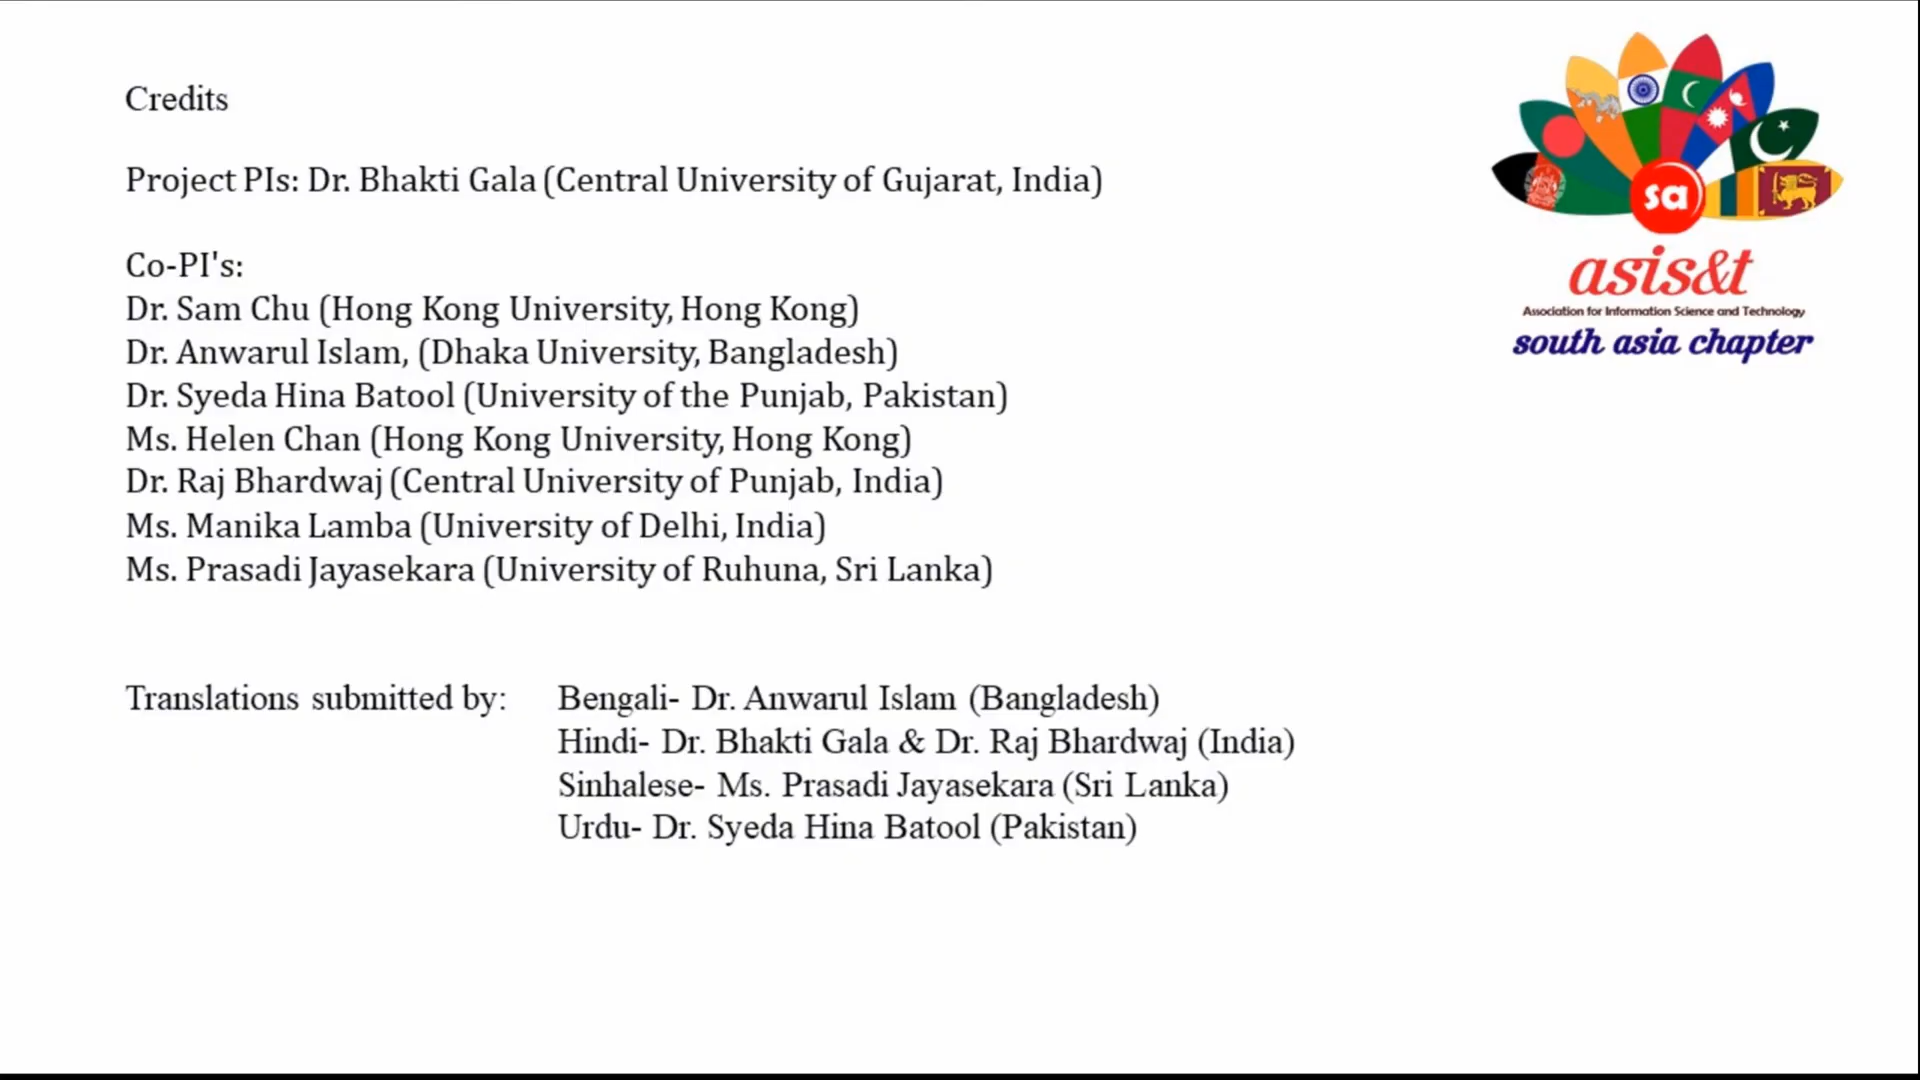 Credits
Project PIs: Dr. Bhakti Gala (Central University of Gujarat, India)
Co-PI's:
Dr. Sam Chu (Hong Kong University, Hong Kong)
Dr. Anwarul Islam, (Dhaka University, Bangladesh)
Dr. Syeda Hina Batool (University of the Punjab, Pakistan)
Ms. Helen Chan (Hong Kong University, Hong Kong)
Dr. Raj Bhardwaj (Central University of Punjab, India)
Ms. Manika Lamba (University of Delhi, India)
Ms. Prasadi Jayasekara (University of Ruhuna, Sri Lanka)
Translations submitted by: Bengali- Dr. Anwarul Islam (Bangladesh)
Hindi- Dr. Bhakti Gala & Dr. Raj Bhardwaj (India)
Sinhalese- Ms. Prasadi Jayasekara (Sri Lanka)
Urdu- Dr. Syeda Hina Batool (Pakistan)
sa
asis&t
Association for Information Science and Technology
south asia chapter